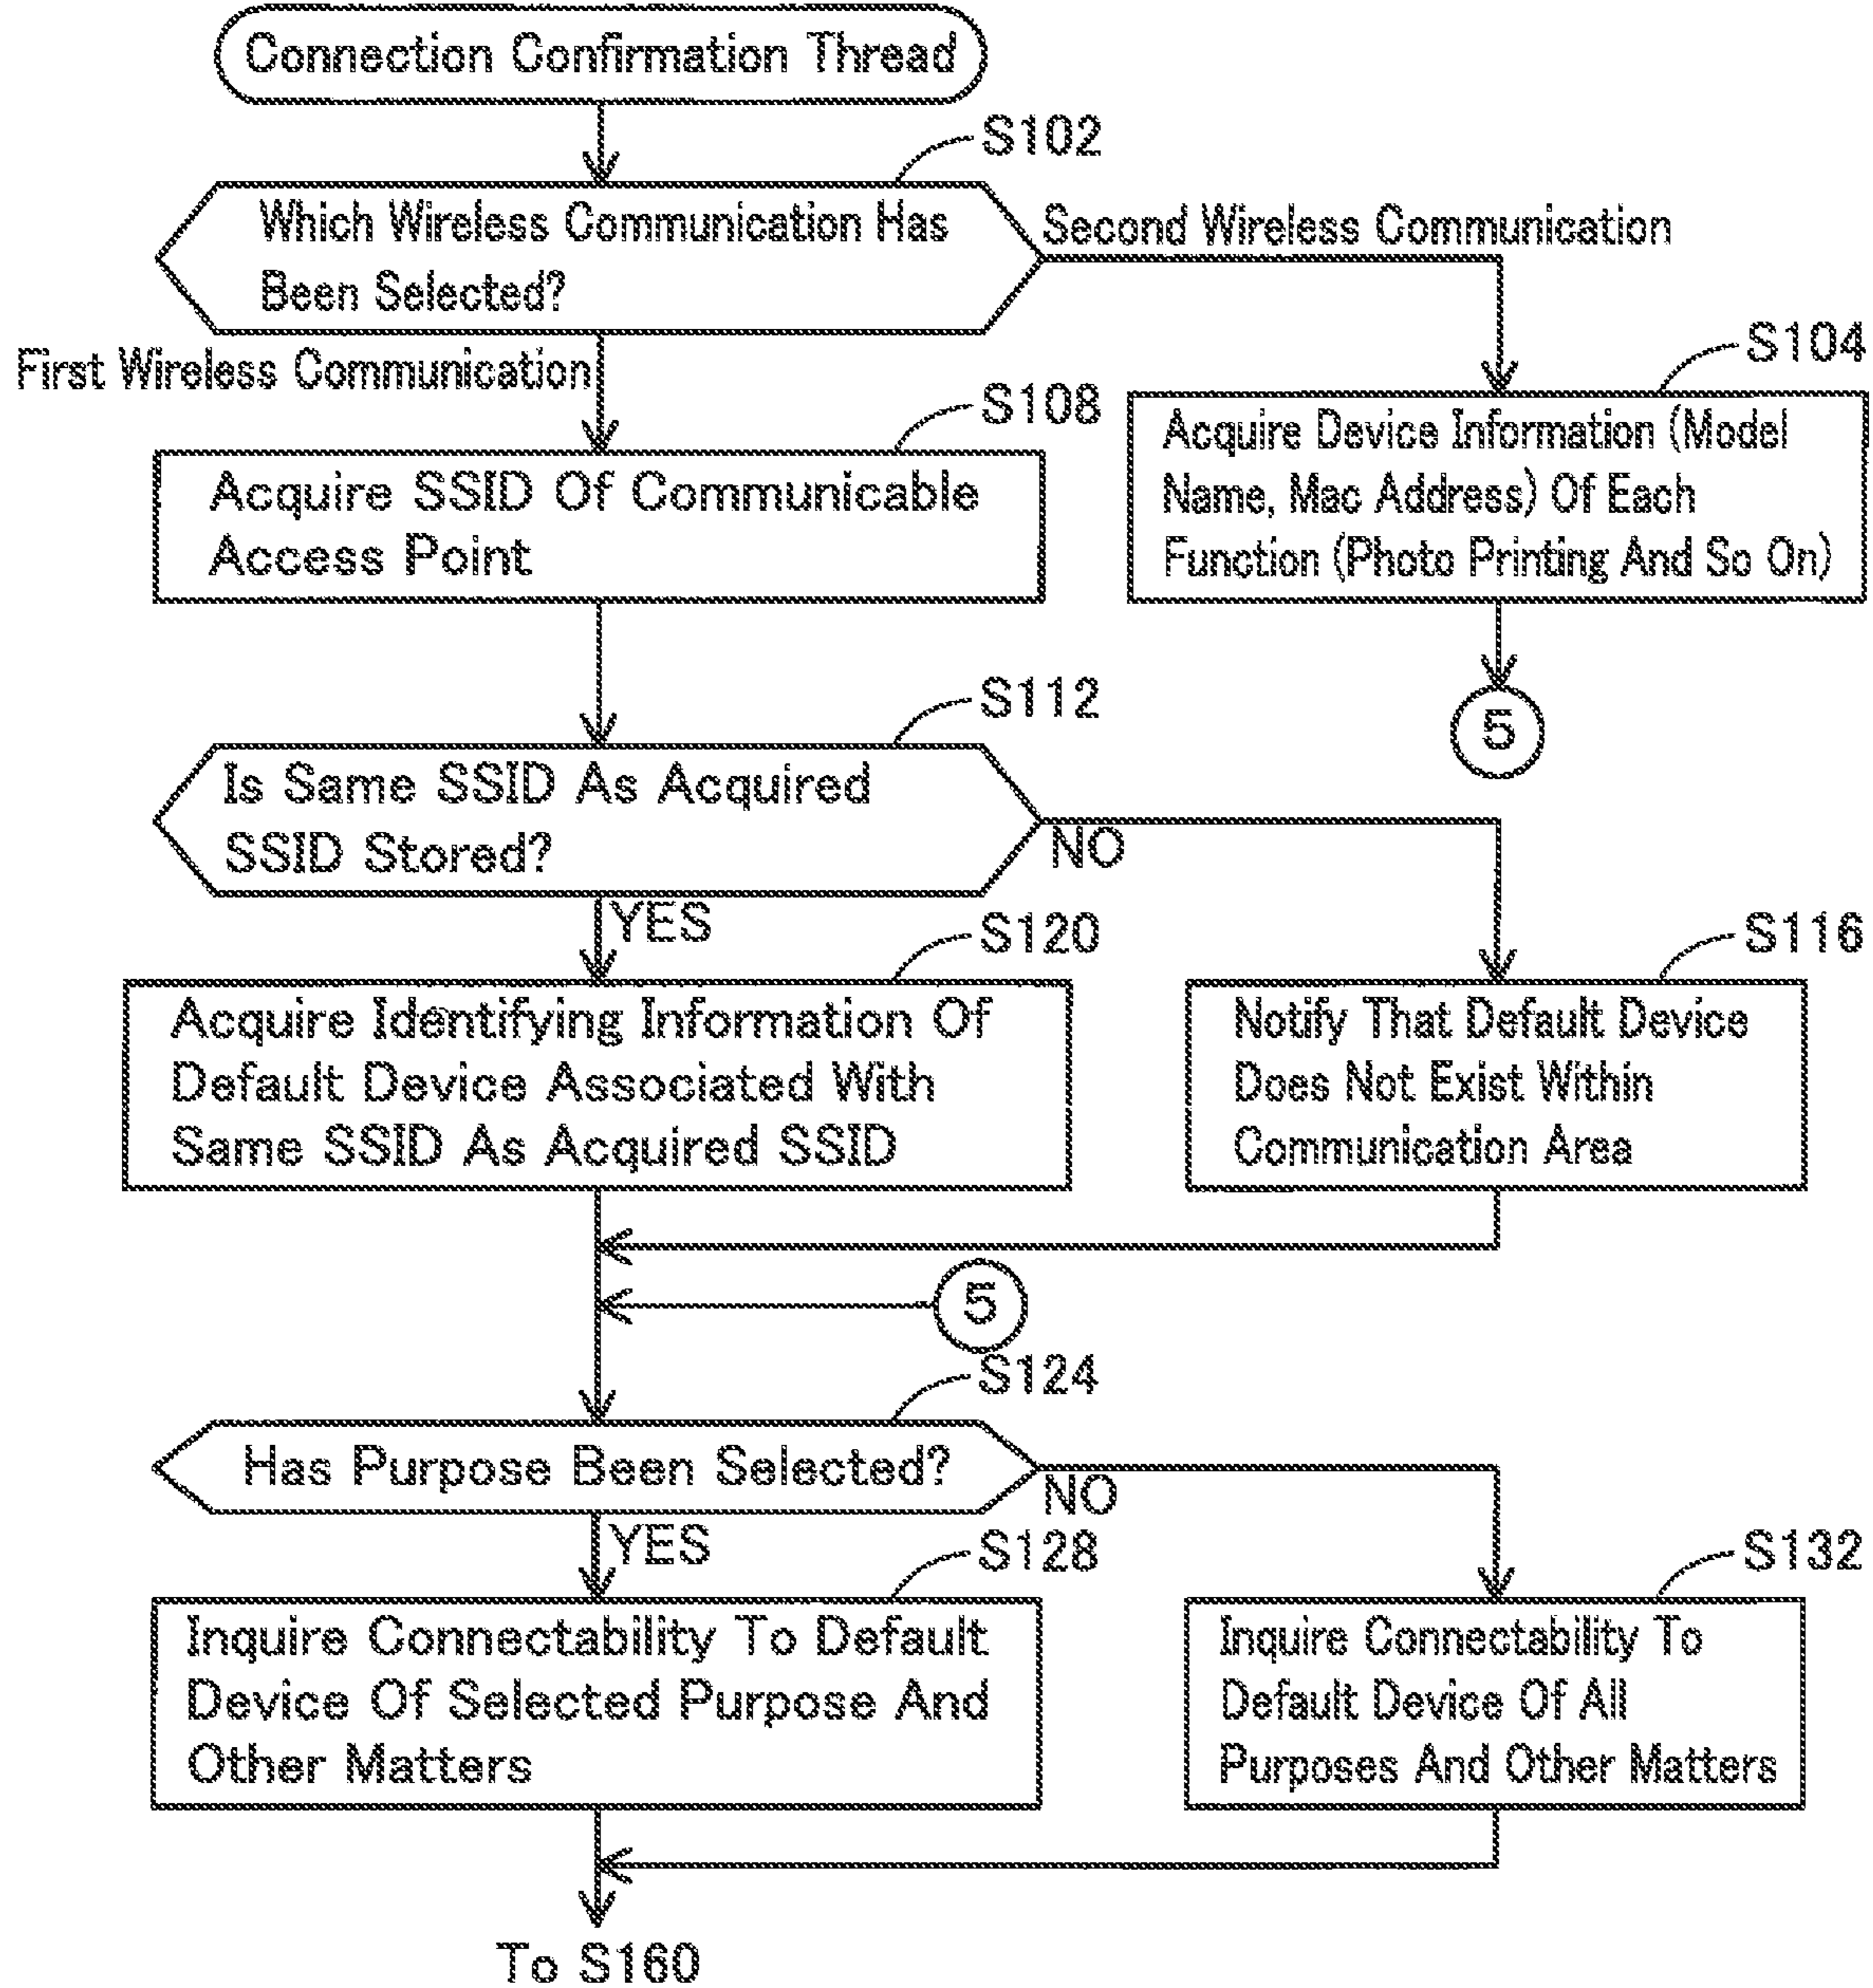 Connection Confirmation Thread
S102
Which Wireless Communication Has
Been Selected?
Second Wireless Communication
First Wireless Communication
S104
Acquire Device Information (Model
Name, Mac Address) Of Each
Function (Photo Printing And So On)
5
S108
Acquire SSID Of Communicable
Access Point
S112
Is Same SSID As Acquired
SSID Stored?
NO
YES
S120
Acquire Identifying Information Of
Default Device Associated With
Same SSID As Acquired SSID
S116
Notify That Default Device
Does Not Exist Within
Communication Area
5
S124
Has Purpose Been Selected?
NO
YES
S128
Inquire Connectability To Default
Device Of Selected Purpose And
Other Matters
S132
Inquire Connectability To
Default Device Of All
Purposes And Other Matters
To S160